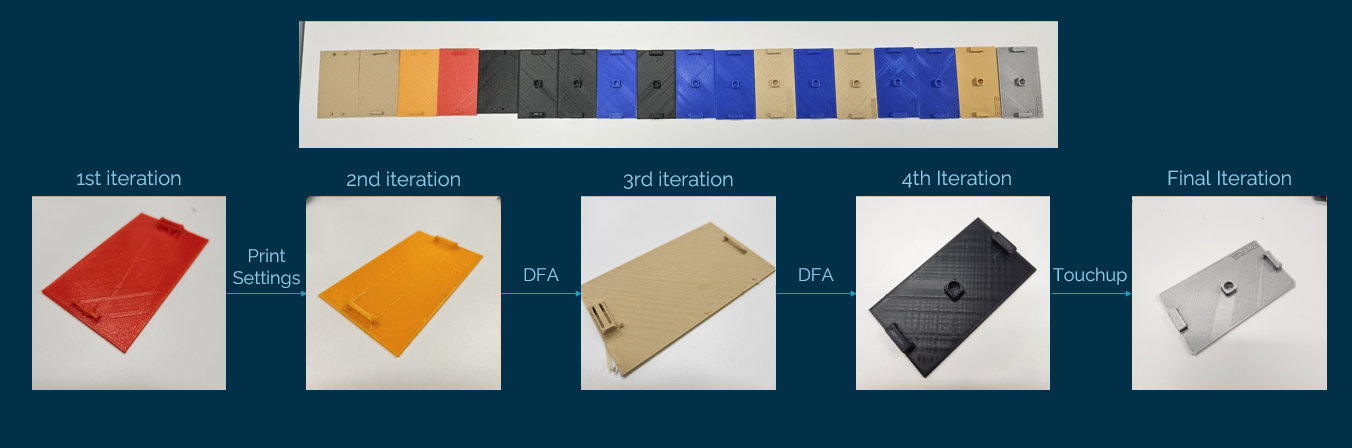 1st iteration
2nd iteration
3rd iteration
4th Iteration
Final Iteration
Print
Settings
DFA
DFA
Touchup